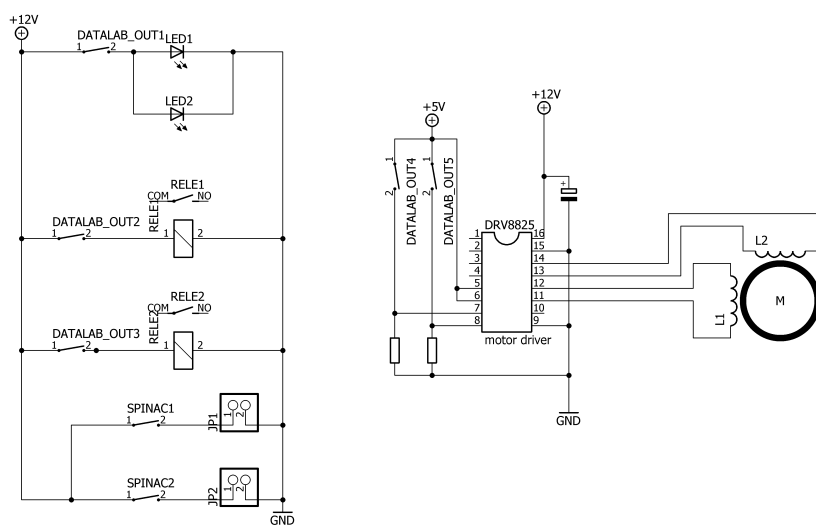 +12V
DATALAB_OUT1
LED1
1 2
LED2
RELE1
COM NO
RELE1
DATALAB_OUT2
1 2
1 2
RELE2
COM NO
RELE2
DATALAB_OUT3
1 2
1 2
SPINAC1
1 2
JP1
1 2
SPINAC2
1 2
JP2
1 2
GND
+5V
+12V
1 2
DATALAB_OUT4
1 2
DATALAB_OUT5
+
DRV8825
1 16
2 15
3 14
4 13
5 12
6 11
7 10
8 9
motor driver
GND
L2
L1
M